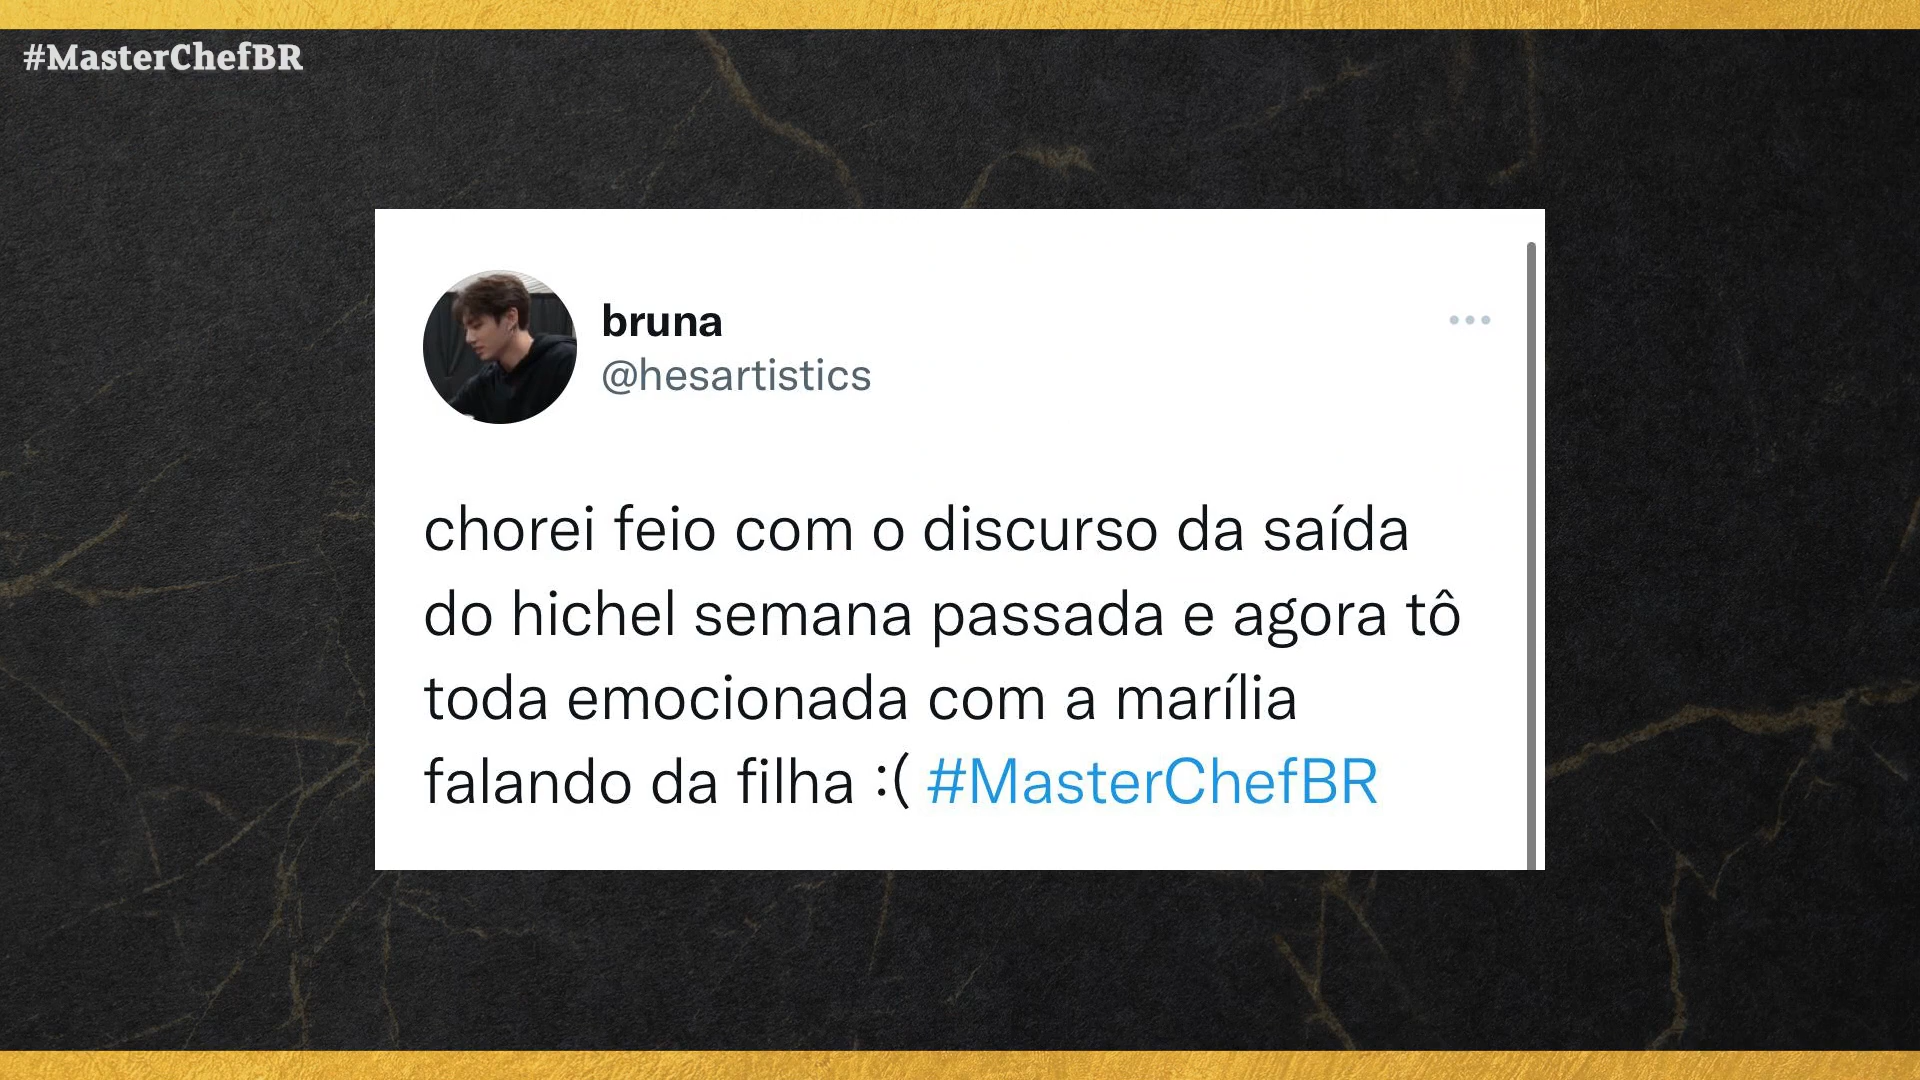 #MasterChefBR
bruna
@hesartistics
chorei feio com o discurso da saída
do hichel semana passada e agora tô
toda emocionada com a marília
falando da filha :( #MasterChefBR